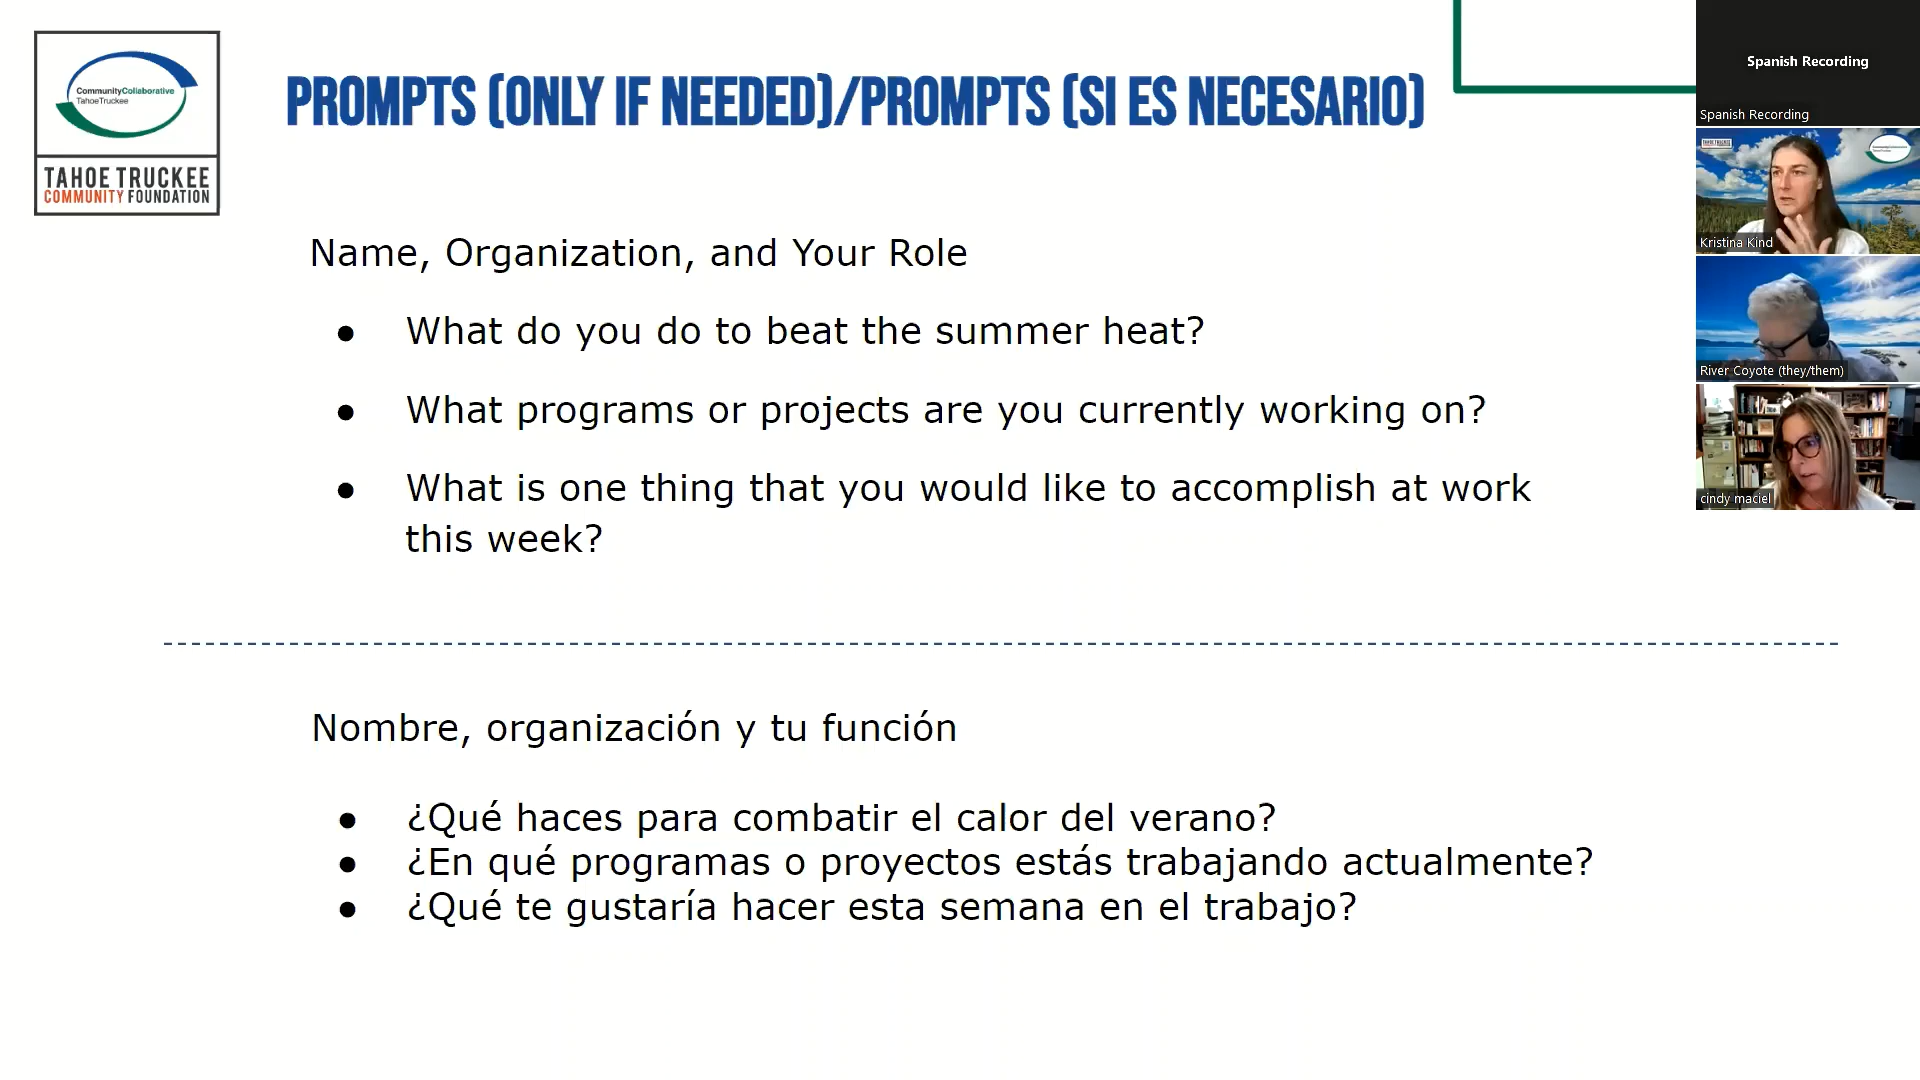 CommunityCollaborative
TahoeTruckee
TAHOE TRUCKEE
COMMUNITY FOUNDATION
PROMPTS (ONLY IF NEEDED)/PROMPTS (SI ES NECESARIO)
Name, Organization, and Your Role
● What do you do to beat the summer heat?
● What programs or projects are you currently working on?
● What is one thing that you would like to accomplish at work
this week?
Nombre, organización y tu función
● ¿Qué haces para combatir el calor del verano?
● ¿En qué programas o proyectos estás trabajando actualmente?
● ¿Qué te gustaría hacer esta semana en el trabajo?
Spanish Recording
Spanish Recording
Kristina Kind
River Coyote (they/them)
cindy maciel